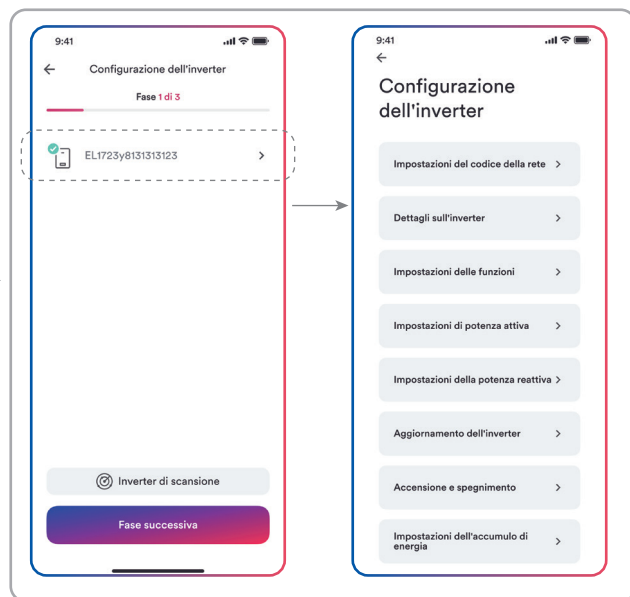 9:41
Configurazione dell'inverter
Fase 1 di 3
EL1723y8131313123
Inverter di scansione
Fase successiva
9:41
Configurazione
dell'inverter
Impostazioni del codice della rete
Dettagli sull'inverter
Impostazioni delle funzioni
Impostazioni di potenza attiva
Impostazioni della potenza reattiva
Aggiornamento dell'inverter
Accensione e spegnimento
Impostazioni dell'accumulo di
energia